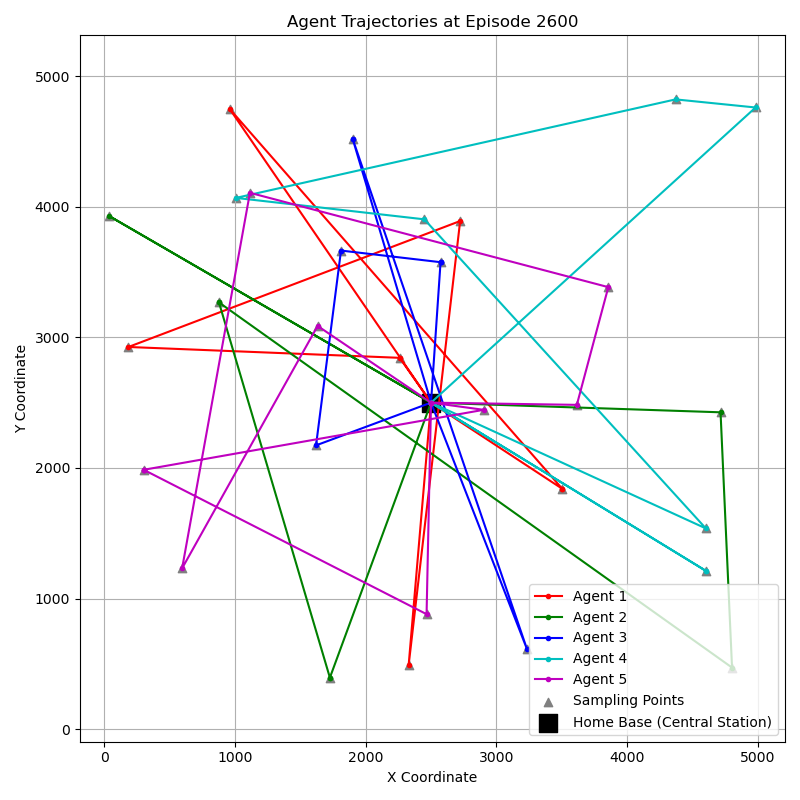 Agent Trajectories at Episode 2600
Y Coordinate
5000
4000
3000
2000
1000
0
0 1000 2000 3000 4000 5000
X Coordinate
Agent 1
Agent 2
Agent 3
Agent 4
Agent 5
Sampling Points
Home Base (Central Station)